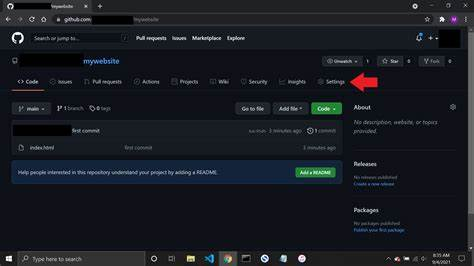 /mywebsite
github.com/
/mywebsite
Search or jump to...
Pull requests Issues Marketplace Explore
mywebsite
Unwatch 1 Star 0 Fork 0
Code Issues Pull requests Actions Projects Wiki Security Insights Settings
main 1 branch 0 tags Go to file Add file Code
About
No description, website, or topics
provided.
first commit 3 minutes ago 1 commit
index.html first commit 3 minutes ago
Help people interested in this repository understand your project by adding a README. Add a README
Releases
No releases published
Create a new release
Packages
No packages published
Publish your first package
Type here to search
8:35 AM
9/4/2021